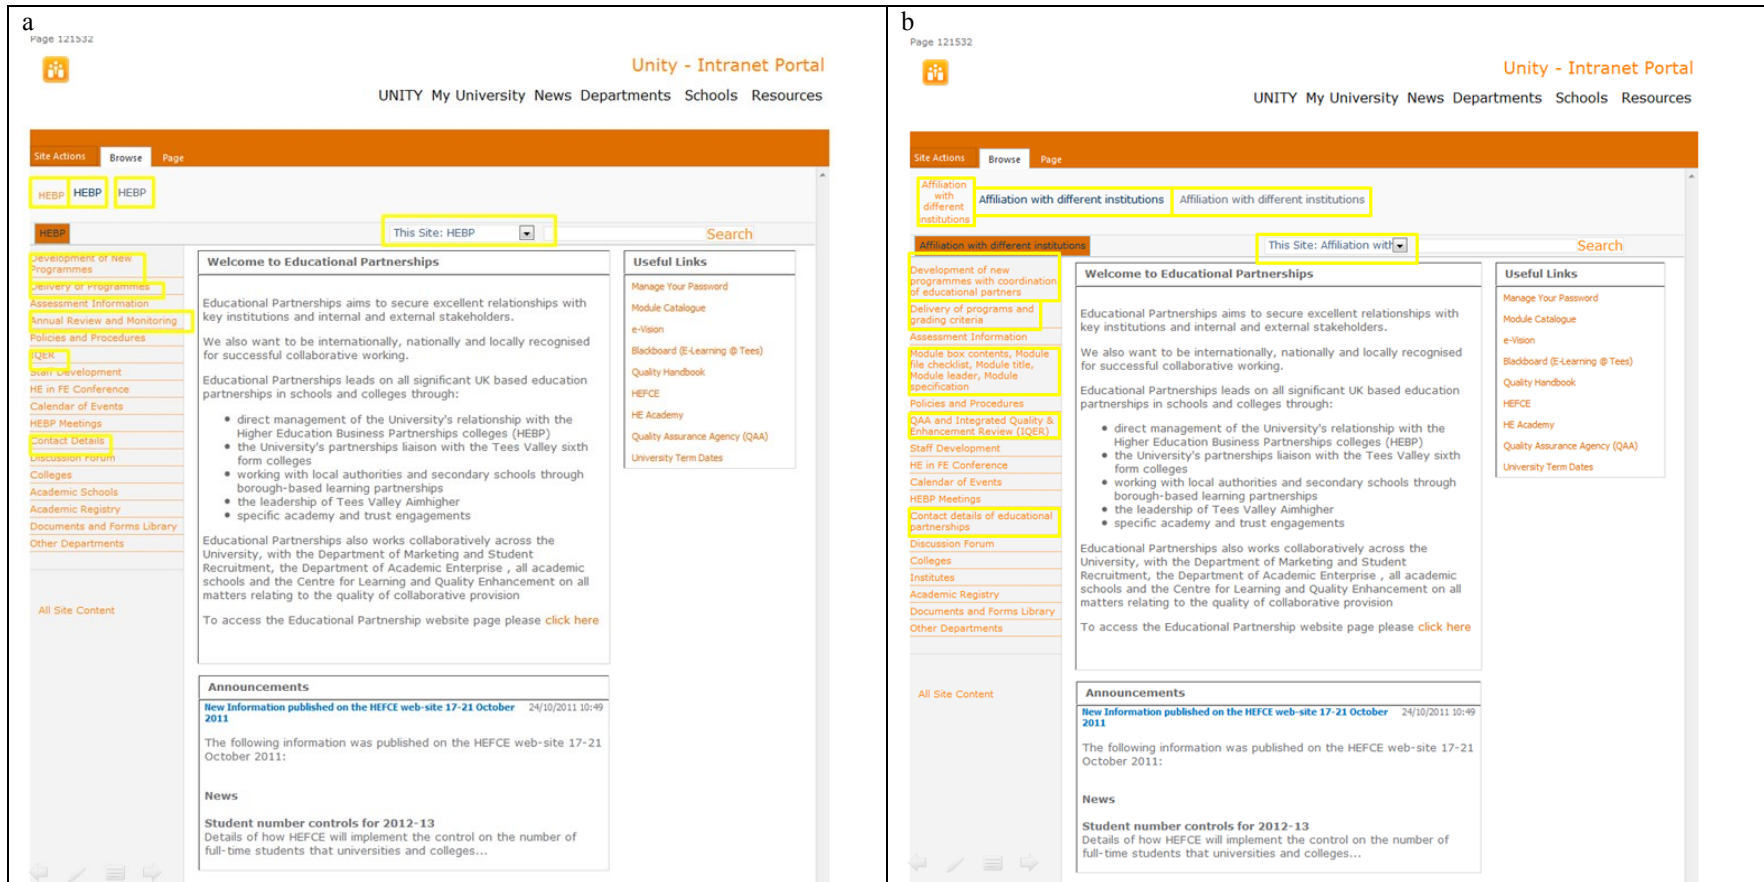 a
Page 121532
Unity - Intranet Portal
UNITY My University News Departments Schools Resources
Site Actions Browse Page
HEBP HEBP HEBP
HEBP
This Site: HEBP
Search
Development of New
Programmes
Delivery of Programmes
Assessment Information
Annual Review and Monitoring
Policies and Procedures
IQER
Staff Development
HE in FE Conference
Calendar of Events
HEBP Meetings
Contact Details
Discussion Forum
Colleges
Academic Schools
Academic Registry
Documents and Forms Library
Other Departments
All Site Content
Welcome to Educational Partnerships
Educational Partnerships aims to secure excellent relationships with
key institutions and internal and external stakeholders.
We also want to be internationally, nationally and locally recognised
for successful collaborative working.
Educational Partnerships leads on all significant UK based education
partnerships in schools and colleges through:
• direct management of the University's relationship with the
Higher Education Business Partnerships colleges (HEBP)
• the University's partnerships liaison with the Tees Valley sixth
form colleges
• working with local authorities and secondary schools through
borough-based learning partnerships
• the leadership of Tees Valley Aimhigher
• specific academy and trust engagements
Educational Partnerships also works collaboratively across the
University, with the Department of Marketing and Student
Recruitment, the Department of Academic Enterprise , all academic
schools and the Centre for Learning and Quality Enhancement on all
matters relating to the quality of collaborative provision
To access the Educational Partnership website page please click here
Useful Links
Manage Your Password
Module Catalogue
e-Vision
Blackboard (E-Learning @ Tees)
Quality Handbook
HEFCE
HE Academy
Quality Assurance Agency (QAA)
University Term Dates
Announcements
New Information published on the HEFCE web-site 17-21 October 24/10/2011 10:49
2011
The following information was published on the HEFCE web-site 17-21
October 2011:
News
Student number controls for 2012-13
Details of how HEFCE will implement the control on the number of
full-time students that universities and colleges...
b
Page 121532
Unity - Intranet Portal
UNITY My University News Departments Schools Resources
Site Actions Browse Page
Affiliation
with
different
institutions
Affiliation with different institutions
Affiliation with different institutions
Affiliation with different institutions
This Site: Affiliation with
Search
Development of new
programmes with coordination
of educational partners
Delivery of programs and
grading criteria
Assessment Information
Module box contents, Module
file checklist, Module title,
Module leader, Module
specification
Policies and Procedures
QAA and Integrated Quality &
Enhancement Review (IQER)
Staff Development
HE in FE Conference
Calendar of Events
HEBP Meetings
Contact details of educational
partnerships
Discussion Forum
Colleges
Institutes
Academic Registry
Documents and Forms Library
Other Departments
All Site Content
Welcome to Educational Partnerships
Educational Partnerships aims to secure excellent relationships with
key institutions and internal and external stakeholders.
We also want to be internationally, nationally and locally recognised
for successful collaborative working.
Educational Partnerships leads on all significant UK based education
partnerships in schools and colleges through:
• direct management of the University's relationship with the
Higher Education Business Partnerships colleges (HEBP)
• the University's partnerships liaison with the Tees Valley sixth
form colleges
• working with local authorities and secondary schools through
borough-based learning partnerships
• the leadership of Tees Valley Aimhigher
• specific academy and trust engagements
Educational Partnerships also works collaboratively across the
University, with the Department of Marketing and Student
Recruitment, the Department of Academic Enterprise , all academic
schools and the Centre for Learning and Quality Enhancement on all
matters relating to the quality of collaborative provision
To access the Educational Partnership website page please click here
Useful Links
Manage Your Password
Module Catalogue
e-Vision
Blackboard (E-Learning @ Tees)
Quality Handbook
HEFCE
HE Academy
Quality Assurance Agency (QAA)
University Term Dates
Announcements
New Information published on the HEFCE web-site 17-21 October 24/10/2011 10:49
2011
The following information was published on the HEFCE web-site 17-21
October 2011:
News
Student number controls for 2012-13
Details of how HEFCE will implement the control on the number of
full-time students that universities and colleges...